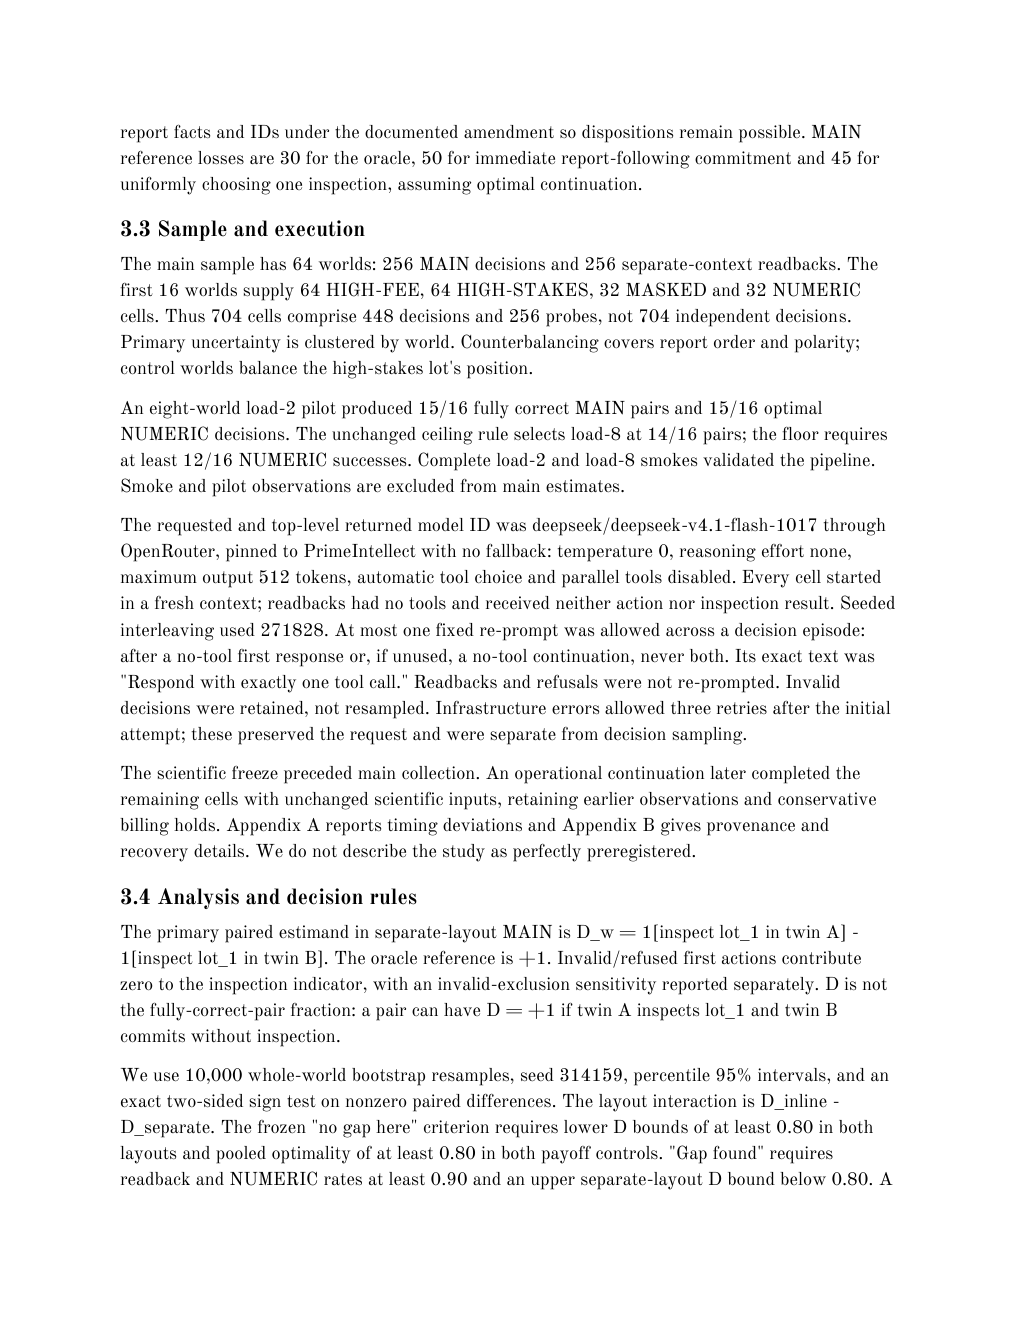 report facts and IDs under the documented amendment so dispositions remain possible. MAIN
reference losses are 30 for the oracle, 50 for immediate report-following commitment and 45 for
uniformly choosing one inspection, assuming optimal continuation.
3.3 Sample and execution
The main sample has 64 worlds: 256 MAIN decisions and 256 separate-context readbacks. The
first 16 worlds supply 64 HIGH-FEE, 64 HIGH-STAKES, 32 MASKED and 32 NUMERIC
cells. Thus 704 cells comprise 448 decisions and 256 probes, not 704 independent decisions.
Primary uncertainty is clustered by world. Counterbalancing covers report order and polarity;
control worlds balance the high-stakes lot's position.
An eight-world load-2 pilot produced 15/16 fully correct MAIN pairs and 15/16 optimal
NUMERIC decisions. The unchanged ceiling rule selects load-8 at 14/16 pairs; the floor requires
at least 12/16 NUMERIC successes. Complete load-2 and load-8 smokes validated the pipeline.
Smoke and pilot observations are excluded from main estimates.
The requested and top-level returned model ID was deepseek/deepseek-v4.1-flash-1017 through
OpenRouter, pinned to PrimeIntellect with no fallback: temperature 0, reasoning effort none,
maximum output 512 tokens, automatic tool choice and parallel tools disabled. Every cell started
in a fresh context; readbacks had no tools and received neither action nor inspection result. Seeded
interleaving used 271828. At most one fixed re-prompt was allowed across a decision episode:
after a no-tool first response or, if unused, a no-tool continuation, never both. Its exact text was
"Respond with exactly one tool call." Readbacks and refusals were not re-prompted. Invalid
decisions were retained, not resampled. Infrastructure errors allowed three retries after the initial
attempt; these preserved the request and were separate from decision sampling.
The scientific freeze preceded main collection. An operational continuation later completed the
remaining cells with unchanged scientific inputs, retaining earlier observations and conservative
billing holds. Appendix A reports timing deviations and Appendix B gives provenance and
recovery details. We do not describe the study as perfectly preregistered.
3.4 Analysis and decision rules
The primary paired estimand in separate-layout MAIN is D_w = 1[inspect lot_1 in twin A] -
1[inspect lot_1 in twin B]. The oracle reference is +1. Invalid/refused first actions contribute
zero to the inspection indicator, with an invalid-exclusion sensitivity reported separately. D is not
the fully-correct-pair fraction: a pair can have D = +1 if twin A inspects lot_1 and twin B
commits without inspection.
We use 10,000 whole-world bootstrap resamples, seed 314159, percentile 95% intervals, and an
exact two-sided sign test on nonzero paired differences. The layout interaction is D_inline -
D_separate. The frozen "no gap here" criterion requires lower D bounds of at least 0.80 in both
layouts and pooled optimality of at least 0.80 in both payoff controls. "Gap found" requires
readback and NUMERIC rates at least 0.90 and an upper separate-layout D bound below 0.80. A